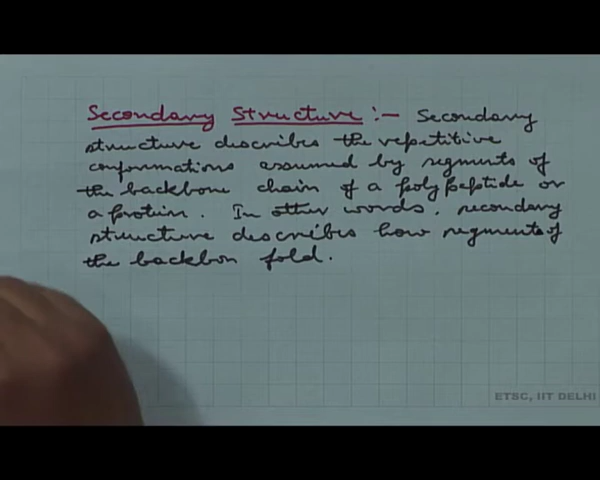 Secondary Structure :- Secondary
structure describes the repetitive
conformations assumed by segments of
the backbone chain of a polypeptide or
a protein. In other words, secondary
structure describes how segments of
the backbon fold.
ETSC, IIT DELHI